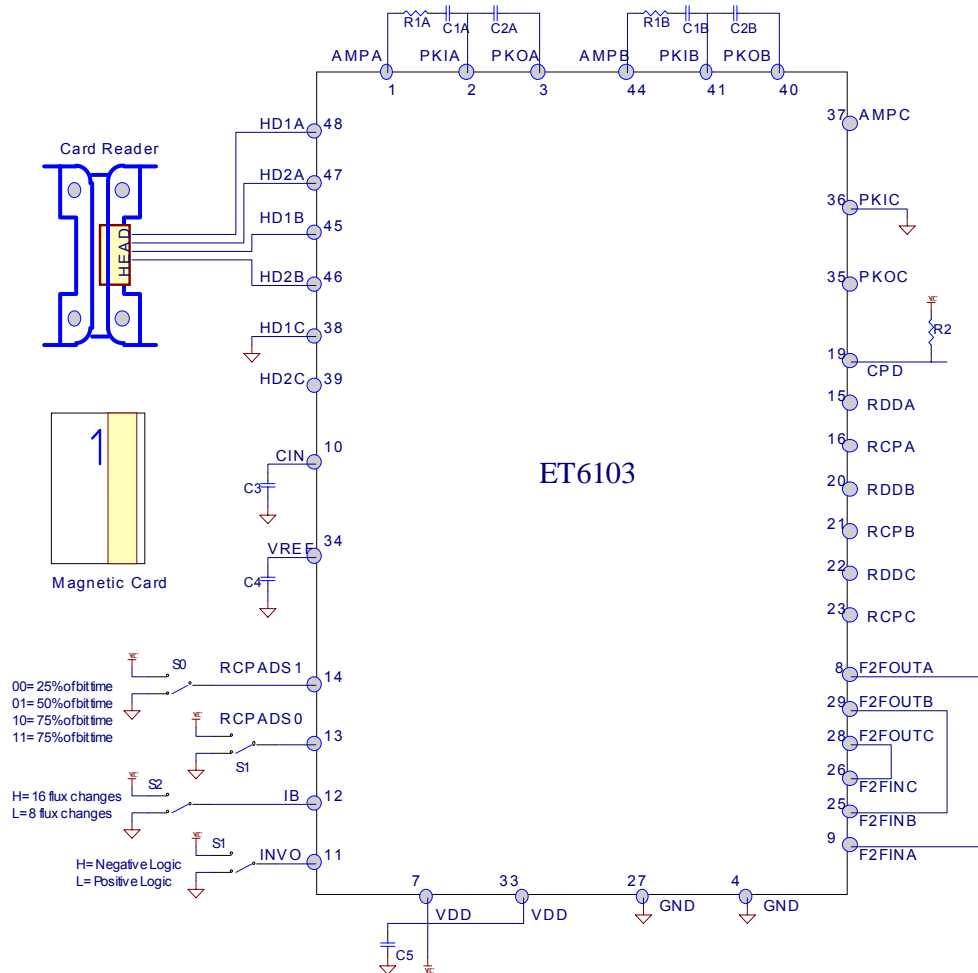 R1A C1A C2A R1B C1B C2B
AMPA PKIA PKOA AMPB PKIB PKOB
1 2 3 44 41 40
37 AMPC
HD1A 48
Card Reader
HD2A 47
36 PKIC
HD1B 45
HEAD
HD2B 46
35 PKOC
HD1C 38
VCC
R2
19 CPD
HD2C 39
15 RDDA
1
10
CIN
16 RCPA
C3
ET6103
20 RDDB
21 RCPB
34
VREF
22 RDDC
C4
Magnetic Card
23 RCPC
VCC
S0
RCPADS1 14
8 F2FOUTA
00= 25%ofbittime
01= 50%ofbittime
10= 75%ofbittime
11= 75%ofbittime
29 F2FOUTB
VCC
RCPADS0 13
S1
28 F2FOUTC
26 F2FINC
VCC
S2
IB 12
H= 16 flux changes
L= 8 flux changes
25 F2FINB
VCC
S1
INVO 11
9 F2FINA
H= Negative Logic
L= Positive Logic
7 33 27 4
VDD VDD GND GND
C5
VCC